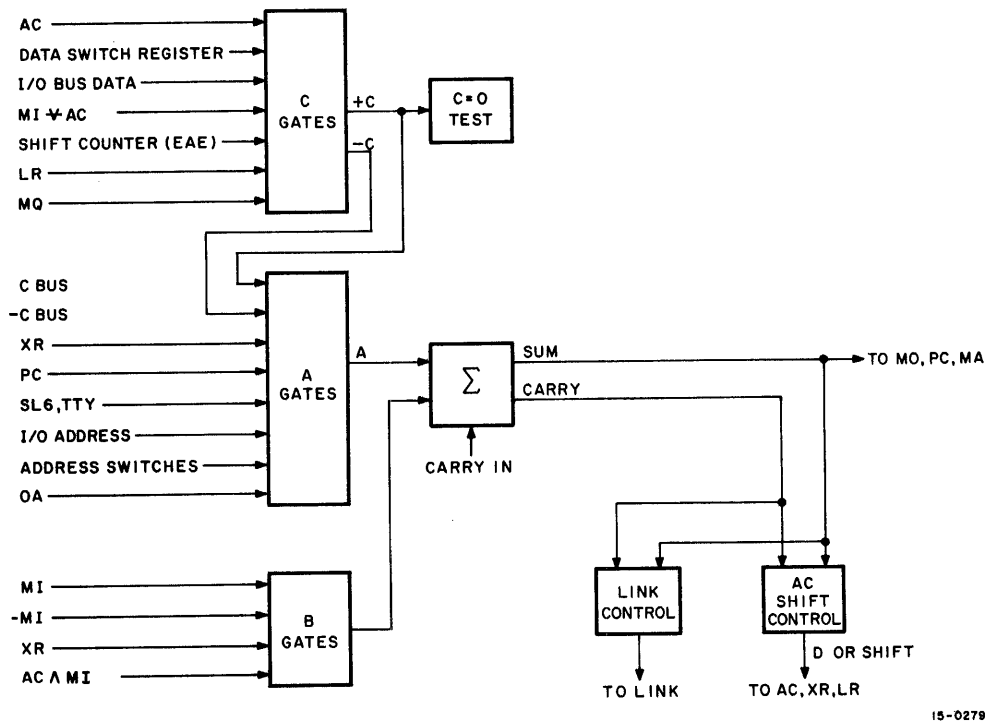 AC
DATA SWITCH REGISTER
I/O BUS DATA
MI ⊻ AC
SHIFT COUNTER (EAE)
LR
MQ
C
GATES
+C
-C
C=O
TEST
C BUS
-C BUS
XR
PC
SL6,TTY
I/O ADDRESS
ADDRESS SWITCHES
OA
A
GATES
A
Σ
SUM
CARRY
CARRY IN
TO MO, PC, MA
MI
-MI
XR
AC ∧ MI
B
GATES
LINK
CONTROL
AC
SHIFT
CONTROL
D OR SHIFT
TO LINK
TO AC, XR, LR
15-0279